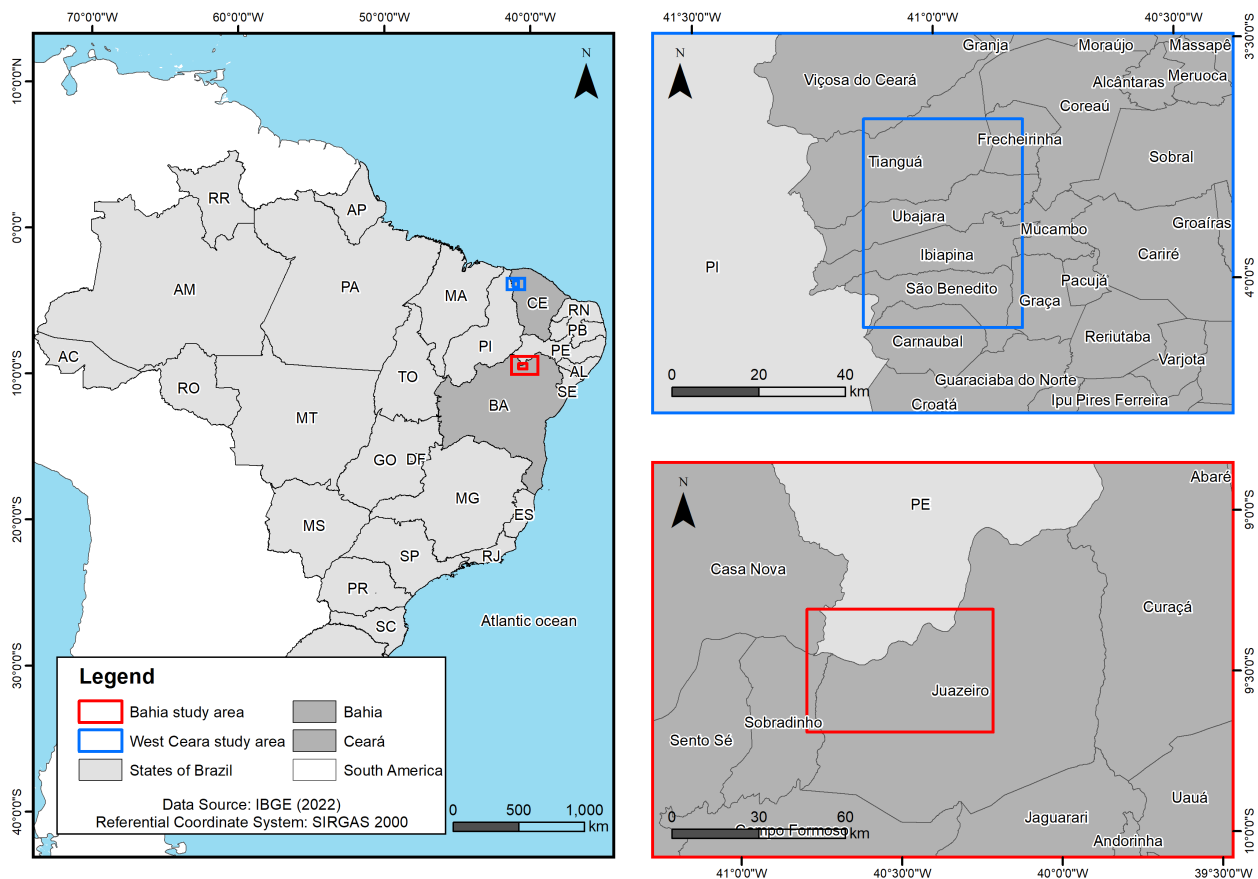 70°0'0"W
60°0'0"W
50°0'0"W
40°0'0"W
10°0'0"N
0°0'0"
10°0'0"S
20°0'0"S
30°0'0"S
40°0'0"S
N
RR
AP
AM
PA
MA
CE
RN
PB
PI
PE
AC
AL
TO
RO
SE
BA
MT
GO
DF
MG
ES
MS
SP
RJ
PR
SC
Atlantic ocean
Legend
Bahia study area
Bahia
West Ceara study area
Ceará
States of Brazil
South America
Data Source: IBGE (2022)
Referential Coordinate System: SIRGAS 2000
0 500 1,000
km
41°30'0"W
41°0'0"W
40°30'0"W
3°30'0"S
4°0'0"S
N
Granja
Moraújo
Massapê
Viçosa do Ceará
Alcântaras
Meruoca
Coreaú
Frecheirinha
Tianguá
Sobral
Ubajara
Groaíras
Mucambo
Ibiapina
Cariré
PI
Pacujá
São Benedito
Graça
Carnaubal
Reriutaba
Varjota
Guaraciaba do Norte
Croatá
Ipu
Pires Ferreira
0 20 40
km
N
Abaré
PE
Casa Nova
Curaçá
Juazeiro
Sobradinho
Sento Sé
Uauá
Jaguarari
Andorinha
Campo Formoso
0 30 60
km
9°0'0"S
9°30'0"S
10°0'0"S
41°0'0"W
40°30'0"W
40°0'0"W
39°30'0"W